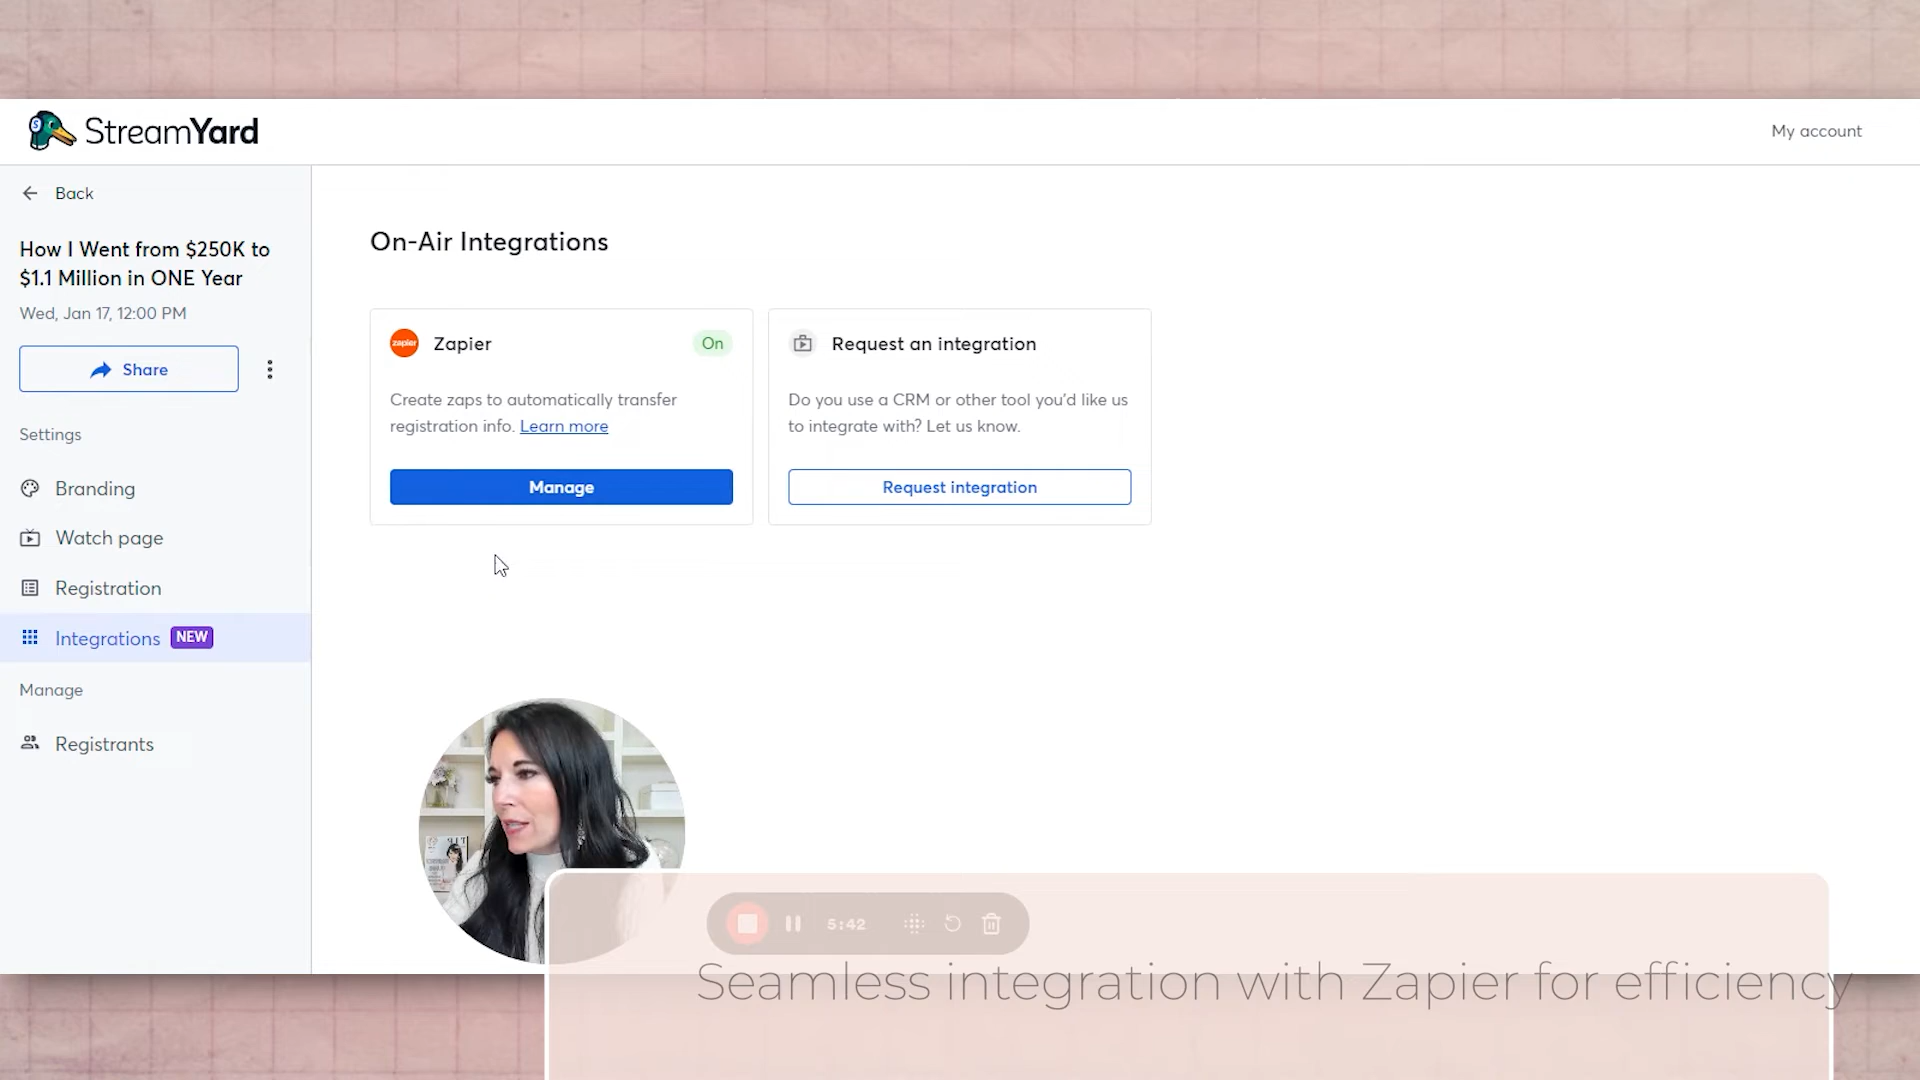 StreamYard
My account
Back
How I Went from $250K to
$1.1 Million in ONE Year
Wed, Jan 17, 12:00 PM
Share
Settings
Branding
Watch page
Registration
Integrations NEW
Manage
Registrants
On-Air Integrations
zapier Zapier On
Create zaps to automatically transfer
registration info. Learn more
Manage
Request an integration
Do you use a CRM or other tool you'd like us
to integrate with? Let us know.
Request integration
5:42
Seamless integration with Zapier for efficiency